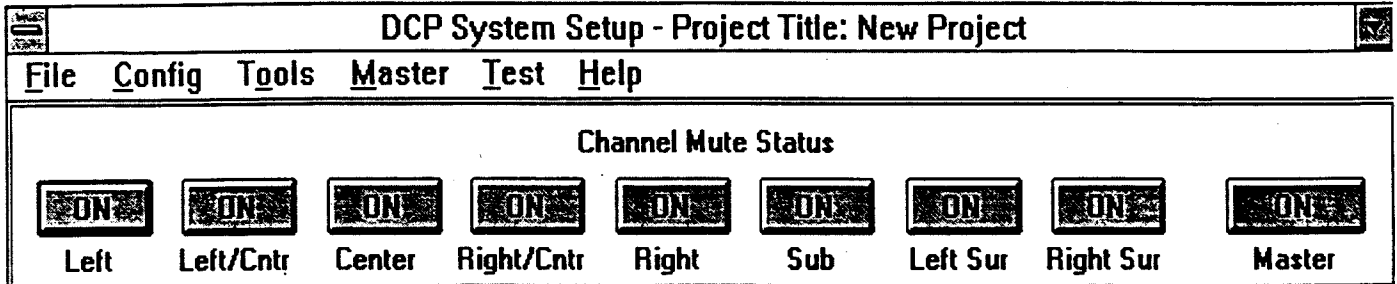 DCP System Setup - Project Title: New Project
File Config Tools Master Test Help
Channel Mute Status
ON ON ON ON ON ON ON ON ON
Left Left/Cntr Center Right/Cntr Right Sub Left Sur Right Sur Master